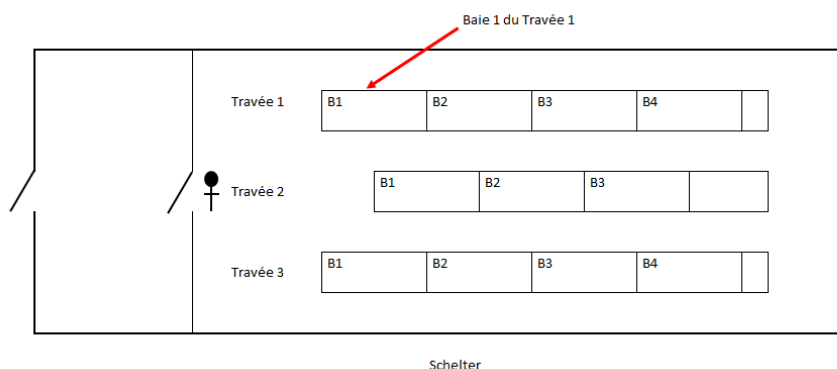 Baie 1 du Travée 1
Travée 1
B1
B2
B3
B4
Travée 2
B1
B2
B3
Travée 3
B1
B2
B3
B4
Schelter